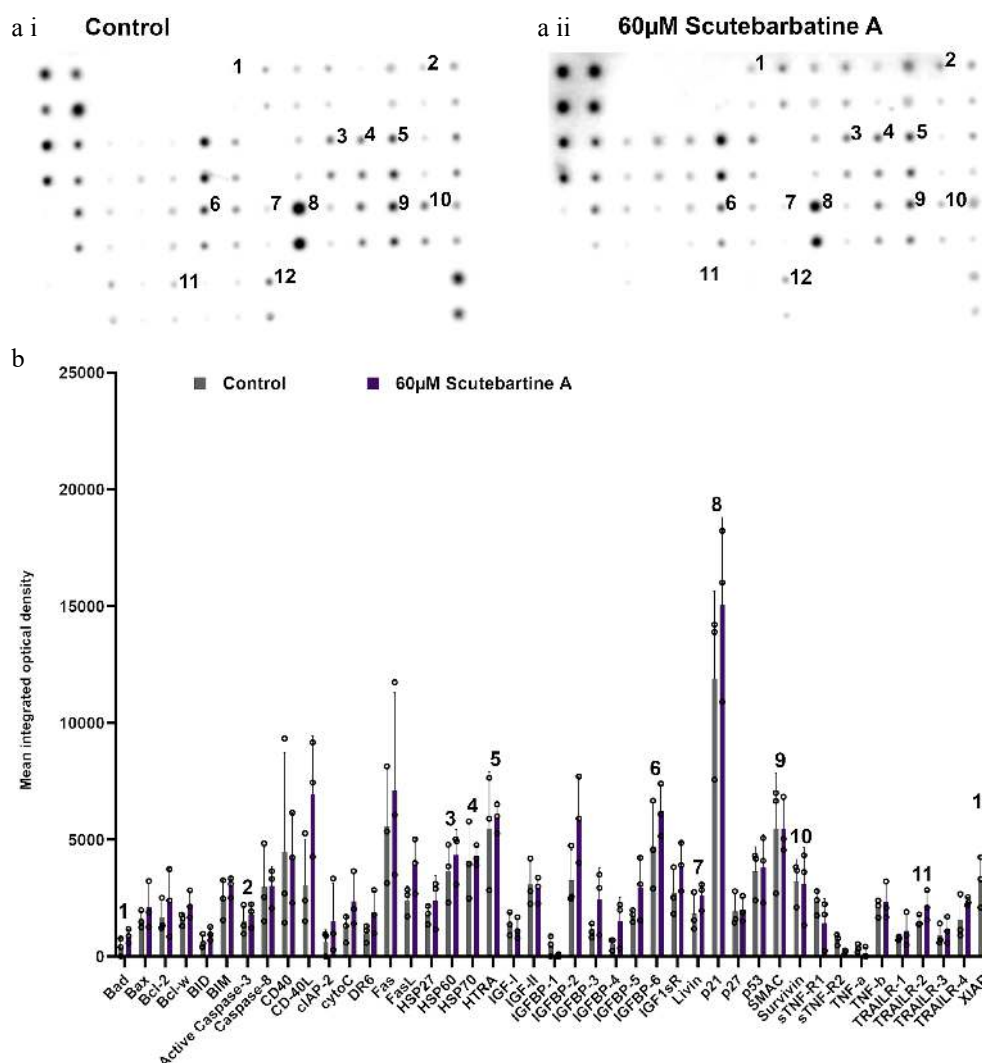 a i Control
a ii 60µM Scutebarbatine A
1 2
1 2
3 4 5
3 4 5
6 7 8 9 10
6 7 8 9 10
11 12
11 12
b
25000
20000
15000
10000
5000
0
Mean integrated optical density
Control
60µM Scutebartine A
1 2 3 4 5 6 7 8 9 10 11 1
Bad
Bax
Bcl-2
Bcl-w
BID
BIM
Active Caspase-3
Caspase-8
CD40
CD-40L
cIAP-2
cytoC
DR6
Fas
FasL
HSP27
HSP60
HSP70
HTRA
IGF-I
IGF-II
IGFBP-1
IGFBP-2
IGFBP-3
IGFBP-4
IGFBP-5
IGFBP-6
IGF1sR
Livin
p21
p27
p53
SMAC
Survivin
sTNF-R1
sTNF-R2
TNF-a
TNF-b
TRAILR-1
TRAILR-2
TRAILR-3
TRAILR-4
XIAP